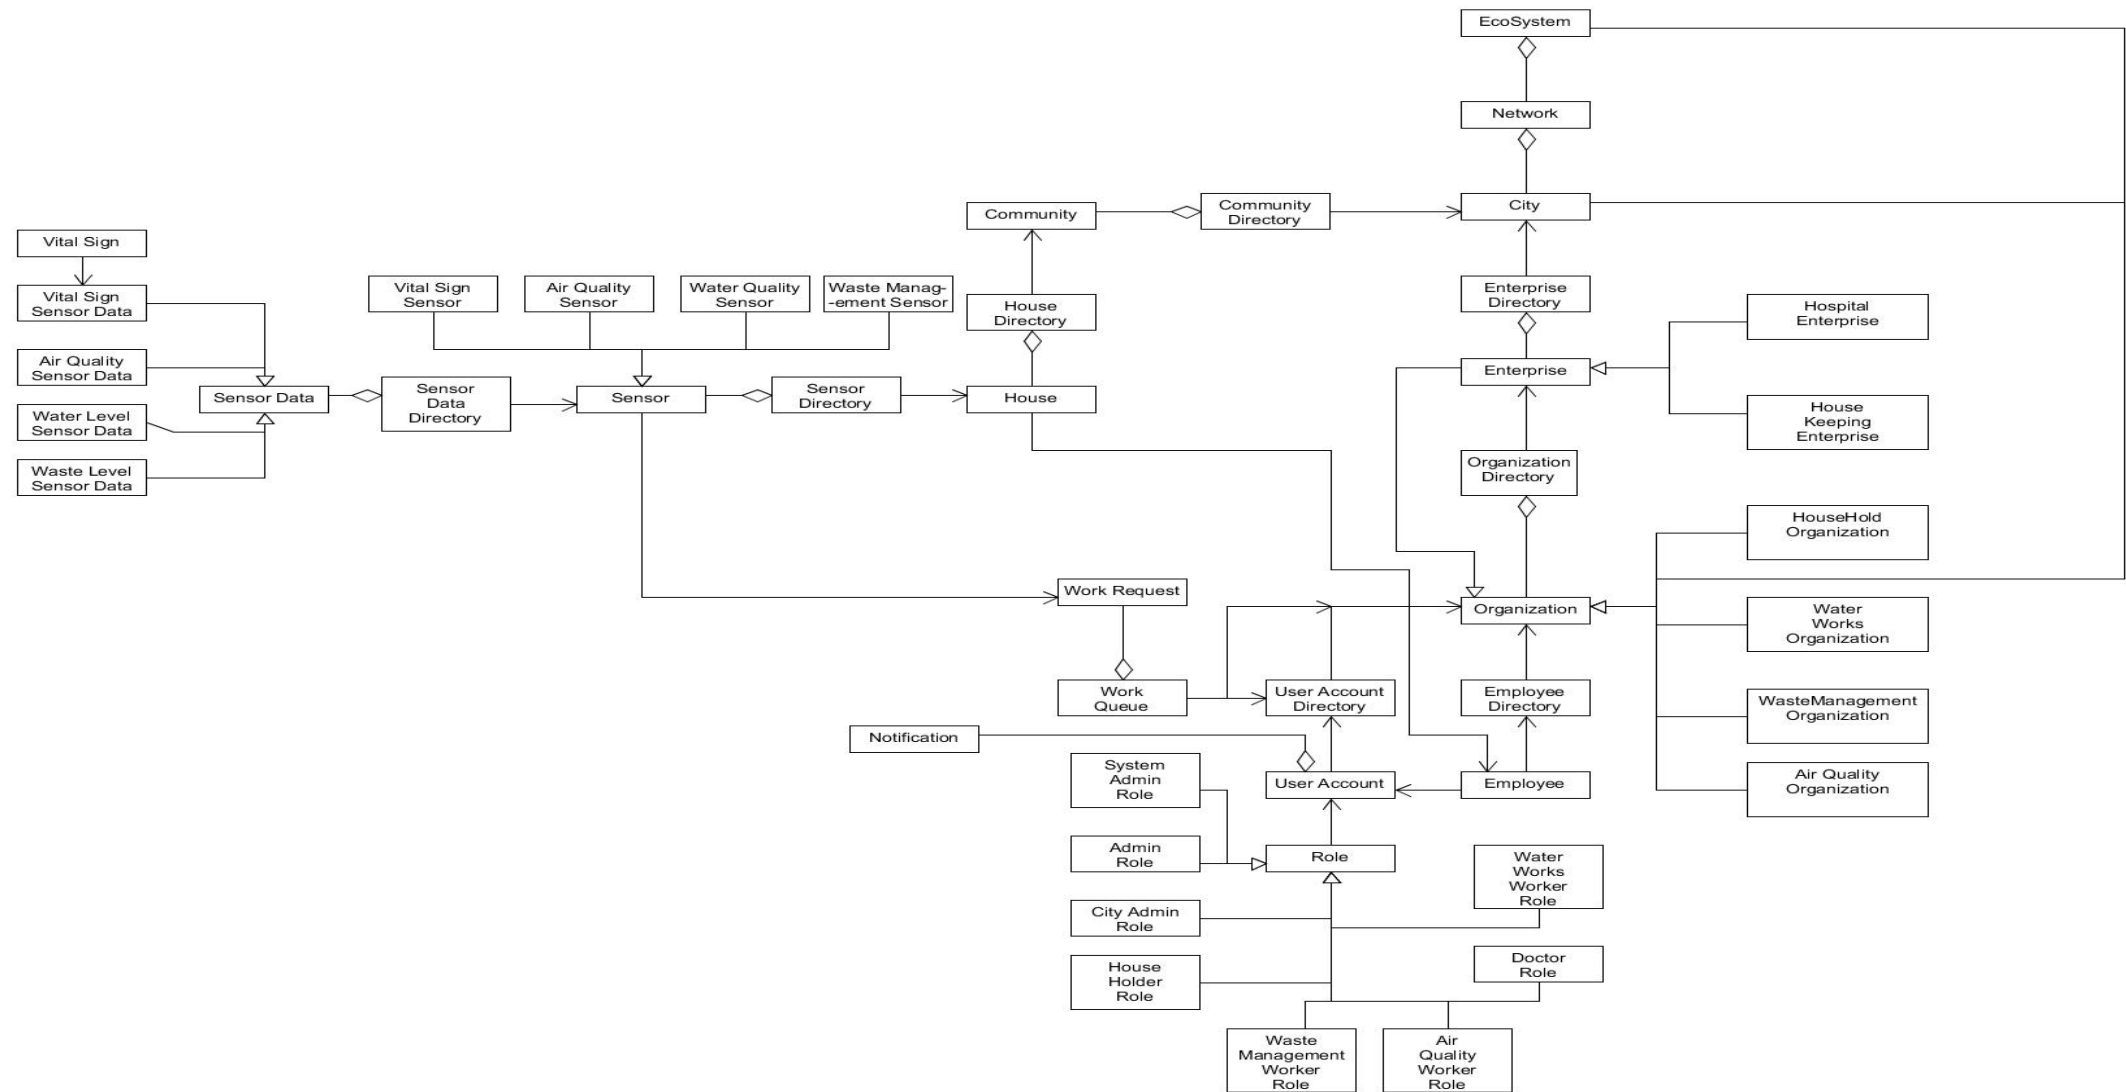 EcoSystem
Network
City
Community
Directory
Community
Vital Sign
Vital Sign
Sensor Data
Air Quality
Sensor Data
Water Level
Sensor Data
Waste Level
Sensor Data
Sensor Data
Sensor
Data
Directory
Vital Sign
Sensor
Air Quality
Sensor
Water Quality
Sensor
Waste Manag-
-ement Sensor
Sensor
Sensor
Directory
House
Directory
House
Enterprise
Directory
Enterprise
Hospital
Enterprise
House
Keeping
Enterprise
Organization
Directory
HouseHold
Organization
Organization
Water
Works
Organization
WasteManagement
Organization
Air Quality
Organization
Work Request
Work
Queue
User Account
Directory
Employee
Directory
Notification
User Account
Employee
System
Admin
Role
Admin
Role
Role
City Admin
Role
House
Holder
Role
Water
Works
Worker
Role
Doctor
Role
Waste
Management
Worker
Role
Air
Quality
Worker
Role